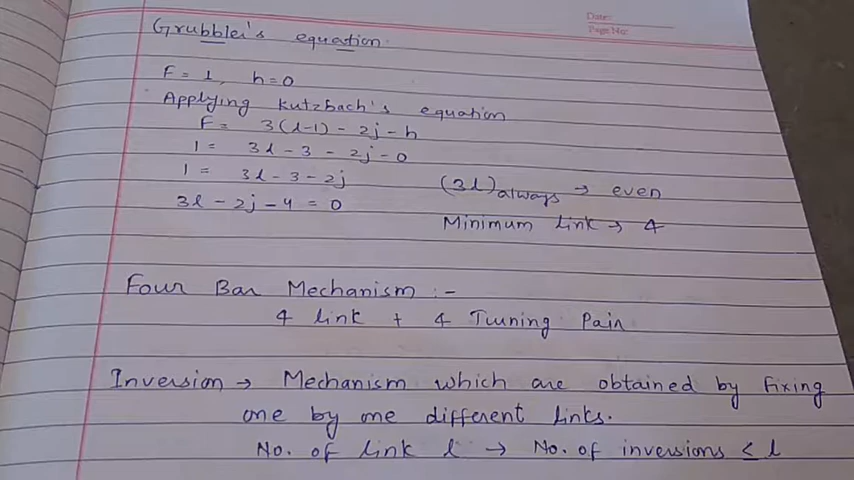 Date:
Page No:
Grubbler's equation
F = 1, h=0
Applying Kutzbach's equation
F = 3(l-1) - 2j - h
1 = 3l - 3 - 2j - 0
1 = 3l - 3 - 2j
(3l) always → even
3l - 2j - 4 = 0
Minimum link → 4
Four Bar Mechanism :-
4 link + 4 Turning Pair
Inversion → Mechanism which are obtained by fixing
one by one different links.
No. of link l → No. of inversions ≤ l